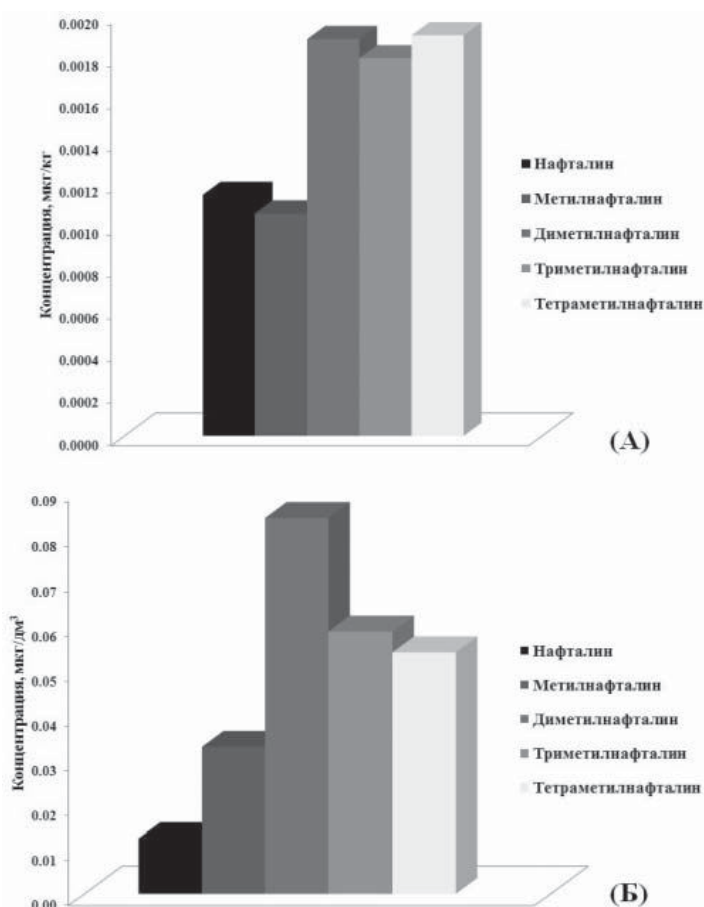 Концентрация, мкг/кг
0.0020
0.0018
0.0016
0.0014
0.0012
0.0010
0.0008
0.0006
0.0004
0.0002
0.0000
Нафталин
Метилнафталин
Диметилнафталин
Триметилнафталин
Тетраметилнафталин
(А)
Концентрация, мкг/дм³
0.09
0.08
0.07
0.06
0.05
0.04
0.03
0.02
0.01
0.00
Нафталин
Метилнафталин
Диметилнафталин
Триметилнафталин
Тетраметилнафталин
(Б)